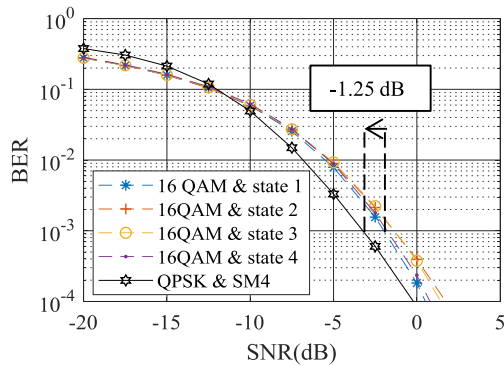 10^0
10^-1
10^-2
10^-3
10^-4
BER
-1.25 dB
16 QAM & state 1
16QAM & state 2
16QAM & state 3
16QAM & state 4
QPSK & SM4
-20 -15 -10 -5 0 5
SNR(dB)